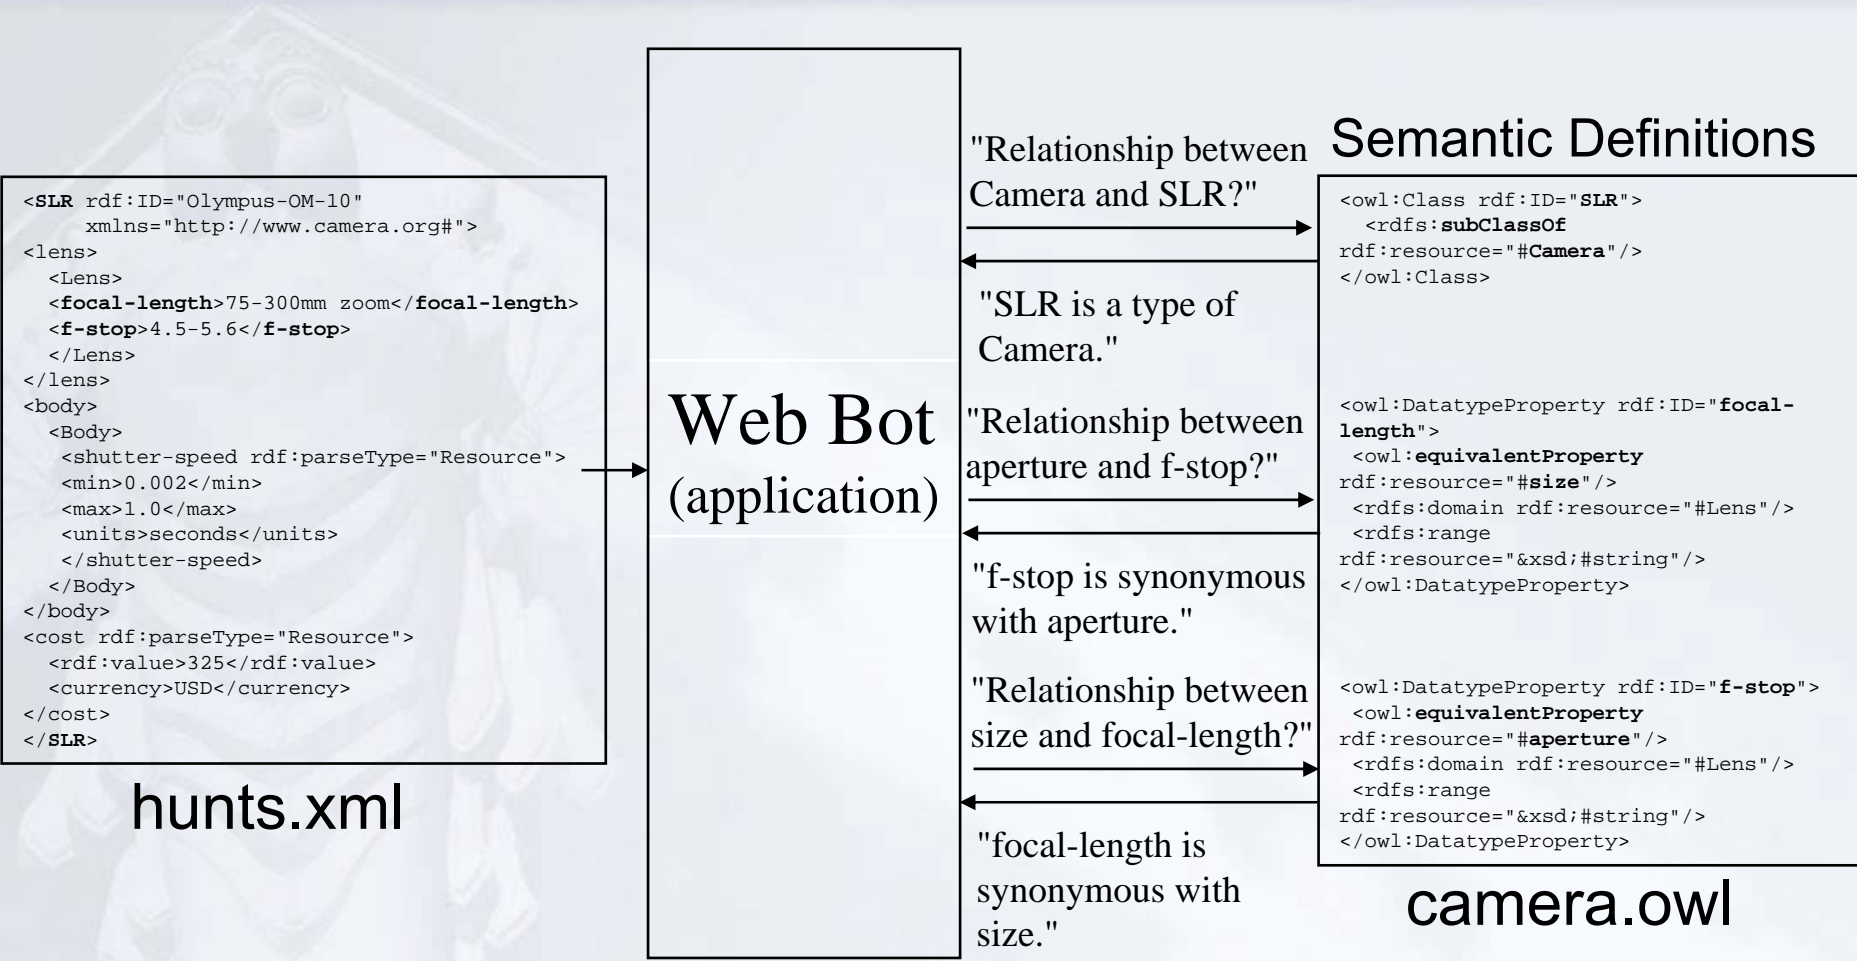 <SLR rdf:ID="Olympus-OM-10"
xmlns="http://www.camera.org#">
<lens>
<Lens>
<focal-length>75-300mm zoom</focal-length>
<f-stop>4.5-5.6</f-stop>
</Lens>
</lens>
<body>
<Body>
<shutter-speed rdf:parseType="Resource">
<min>0.002</min>
<max>1.0</max>
<units>seconds</units>
</shutter-speed>
</Body>
</body>
<cost rdf:parseType="Resource">
<rdf:value>325</rdf:value>
<currency>USD</currency>
</cost>
</SLR>
hunts.xml
Web Bot
(application)
"Relationship between
Camera and SLR?"
"SLR is a type of
Camera."
"Relationship between
aperture and f-stop?"
"f-stop is synonymous
with aperture."
"Relationship between
size and focal-length?"
"focal-length is
synonymous with
size."
Semantic Definitions
<owl:Class rdf:ID="SLR">
<rdfs:subClassOf
rdf:resource="#Camera"/>
</owl:Class>
<owl:DatatypeProperty rdf:ID="focal-
length">
<owl:equivalentProperty
rdf:resource="#size"/>
<rdfs:domain rdf:resource="#Lens"/>
<rdfs:range
rdf:resource="&xsd;#string"/>
</owl:DatatypeProperty>
<owl:DatatypeProperty rdf:ID="f-stop">
<owl:equivalentProperty
rdf:resource="#aperture"/>
<rdfs:domain rdf:resource="#Lens"/>
<rdfs:range
rdf:resource="&xsd;#string"/>
</owl:DatatypeProperty>
camera.owl